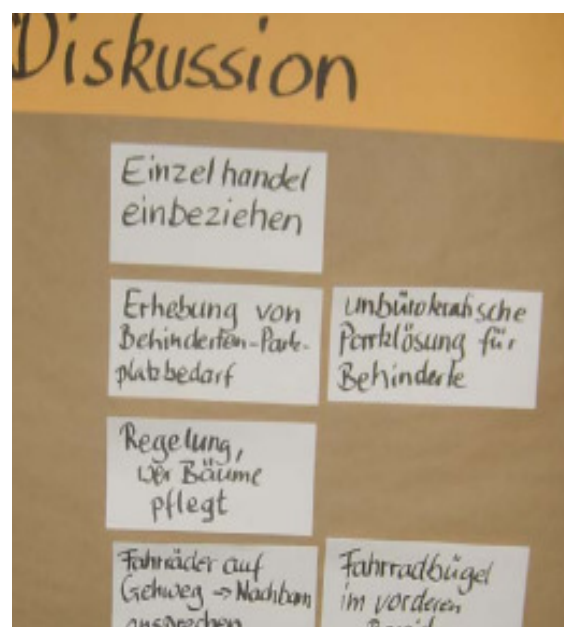 Diskussion
Einzelhandel
einbeziehen
Erhebung von
Behinderten-Park-
platzbedarf
unbürokratische
Parklösung für
Behinderte
Regelung,
wer Bäume
pflegt
Fahrräder auf
Gehweg -> Nachbarn
ansprechen
Fahrradbügel
im vorderen